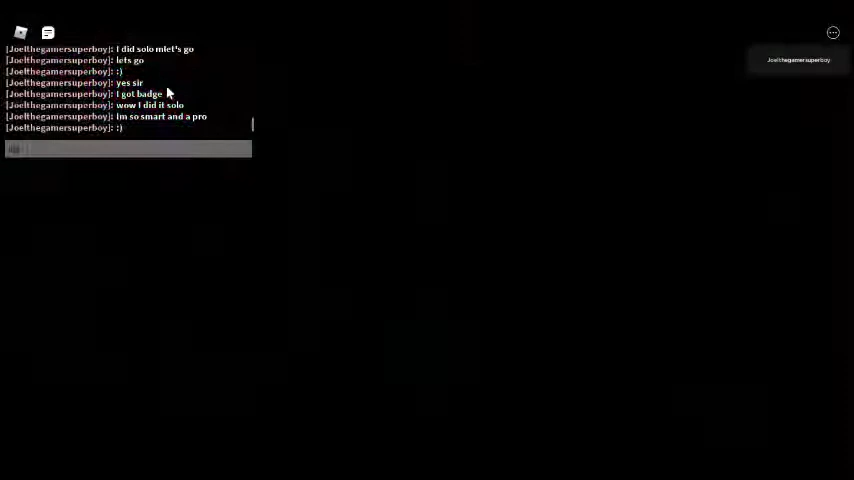 [Joelthegamersuperboy]: I did solo mlet's go
[Joelthegamersuperboy]: lets go
[Joelthegamersuperboy]: :)
[Joelthegamersuperboy]: yes sir
[Joelthegamersuperboy]: I got badge
[Joelthegamersuperboy]: wow I did it solo
[Joelthegamersuperboy]: Im so smart and a pro
[Joelthegamersuperboy]: :)
Joelthegamersuperboy